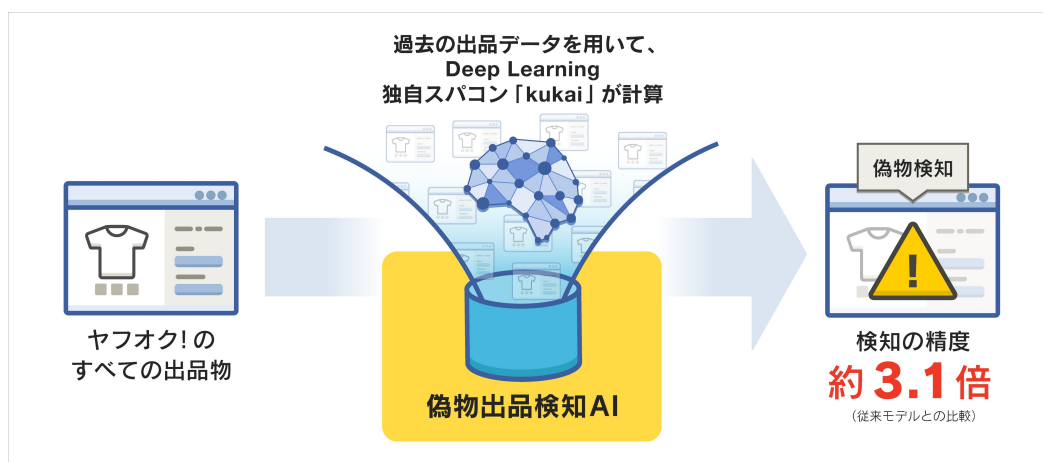 過去の出品データを用いて、
Deep Learning
独自スパコン「kukai」が計算
ヤフオク!の
すべての出品物
偽物出品検知AI
偽物検知
!
検知の精度
約3.1倍
(従来モデルとの比較)